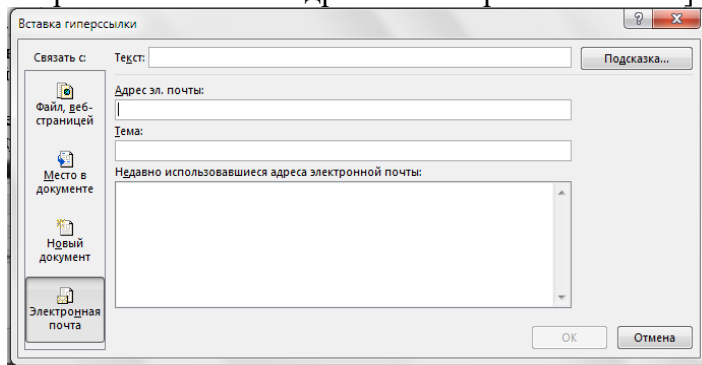 Вставка гиперссылки
Связать с:
Текст:
Подсказка...
Файл, веб-
страницей
Место в
документе
Новый
документ
Электронная
почта
Адрес эл. почты:
Тема:
Недавно использовавшиеся адреса электронной почты:
ОК
Отмена